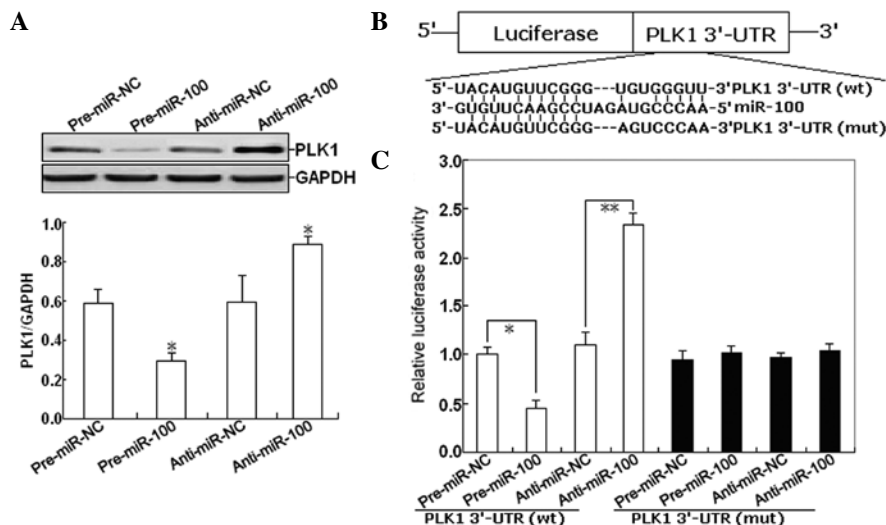 A
Pre-miR-NC
Pre-miR-100
Anti-miR-NC
Anti-miR-100
PLK1
GAPDH
PLK1/GAPDH
1.0
0.8
0.6
0.4
0.2
0.0
*
*
Pre-miR-NC
Pre-miR-100
Anti-miR-NC
Anti-miR-100
B
5'
Luciferase
PLK1 3'-UTR
3'
5'-UACAUGUUCGGG---UGUGGGUU-3'PLK1 3'-UTR (wt)
3'-GUGUUCAAGCCUAGAUGCCCAA-5'miR-100
5'-UACAUGUUCGGG---AGUCCCAA-3'PLK1 3'-UTR (mut)
C
Relative luciferase activity
3.0
2.5
2.0
1.5
1.0
0.5
0.0
*
**
Pre-miR-NC
Pre-miR-100
Anti-miR-NC
Anti-miR-100
Pre-miR-NC
Pre-miR-100
Anti-miR-NC
Anti-miR-100
PLK1 3'-UTR (wt)
PLK1 3'-UTR (mut)